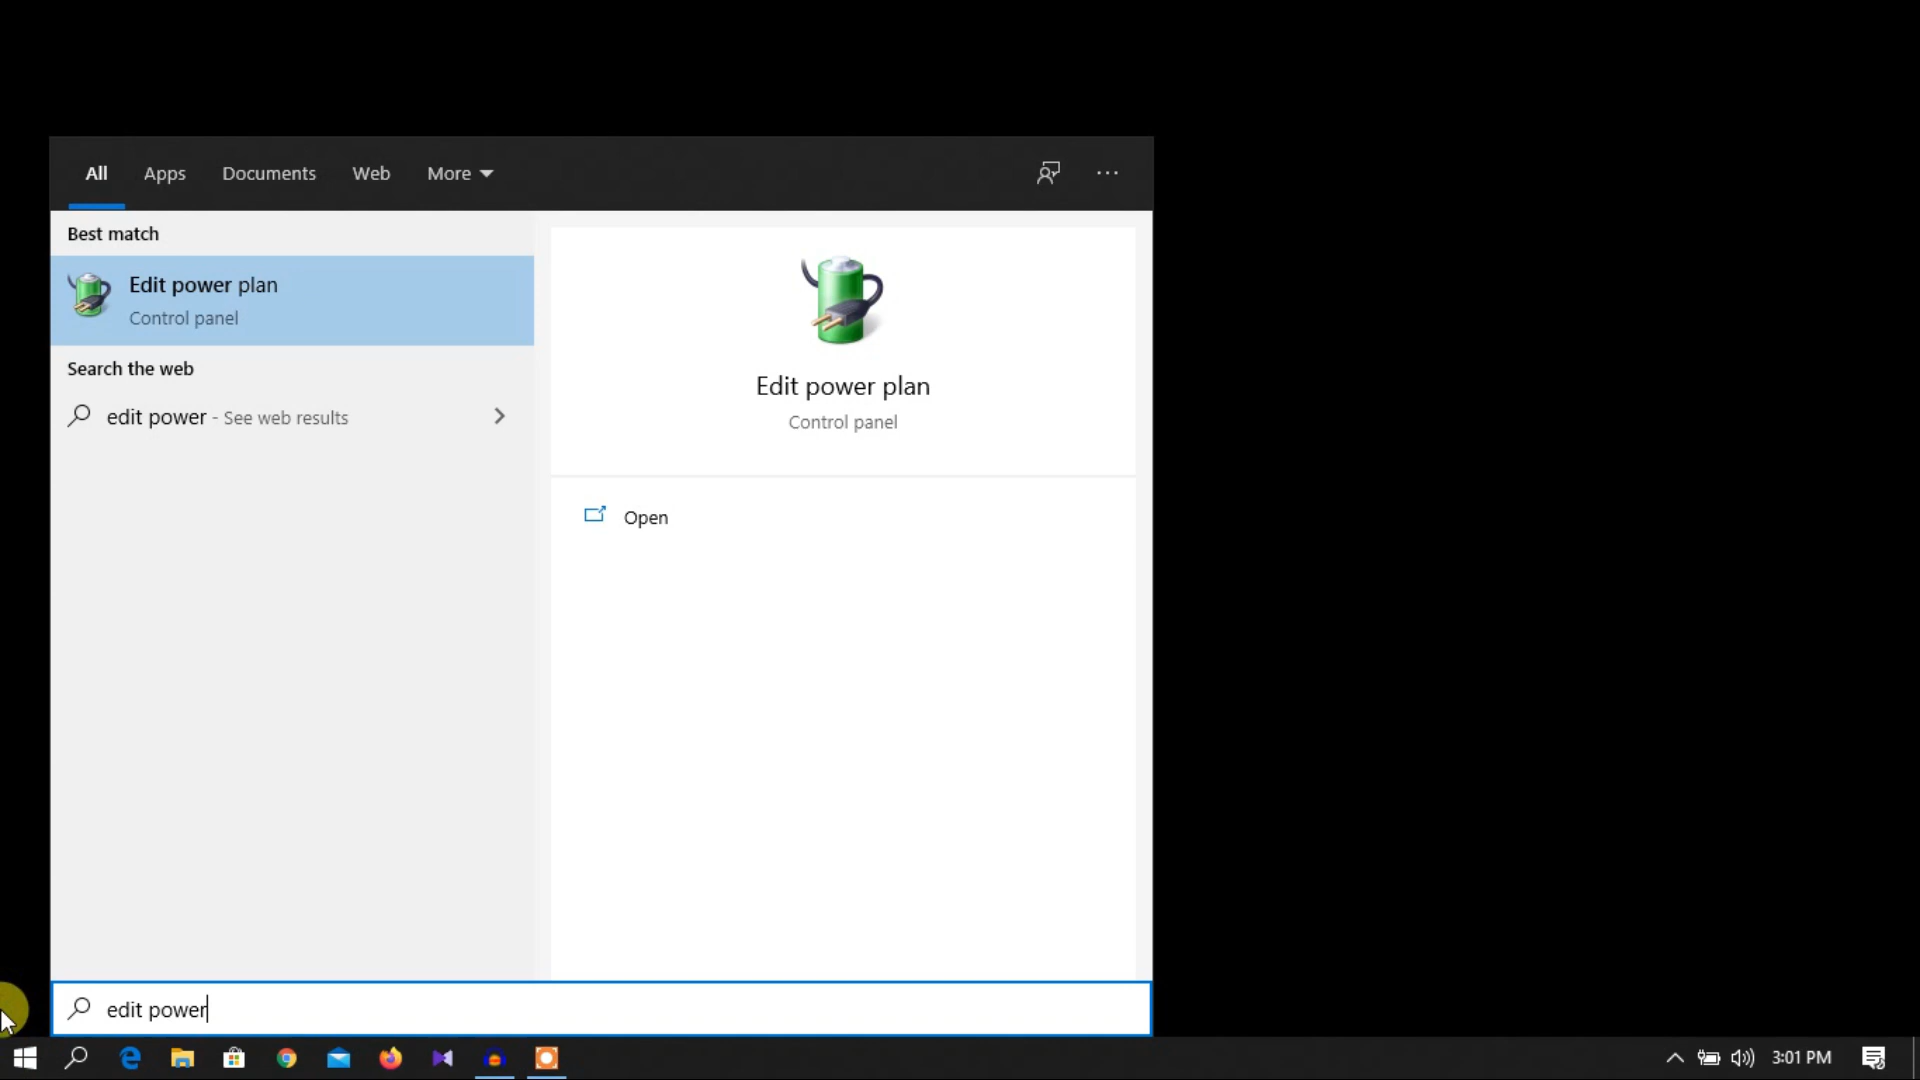 All Apps Documents Web More
Best match
Edit power plan
Control panel
Search the web
edit power - See web results
Edit power plan
Control panel
Open
edit power
3:01 PM